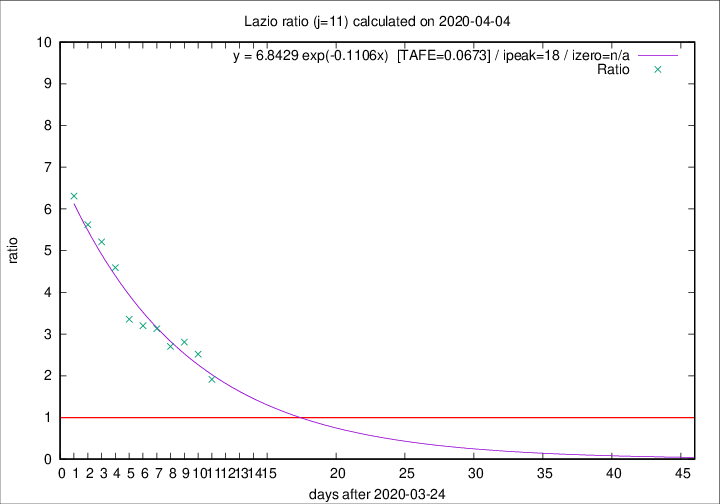 Lazio ratio (j=11) calculated on 2020-04-04
y = 6.8429 exp(-0.1106x)  [TAFE=0.0673] / ipeak=18 / izero=n/a
Ratio
10
9
8
7
6
5
4
3
2
1
0
ratio
0 1 2 3 4 5 6 7 8 9 10 11 12 13 14 15 20 25 30 35 40 45
days after 2020-03-24